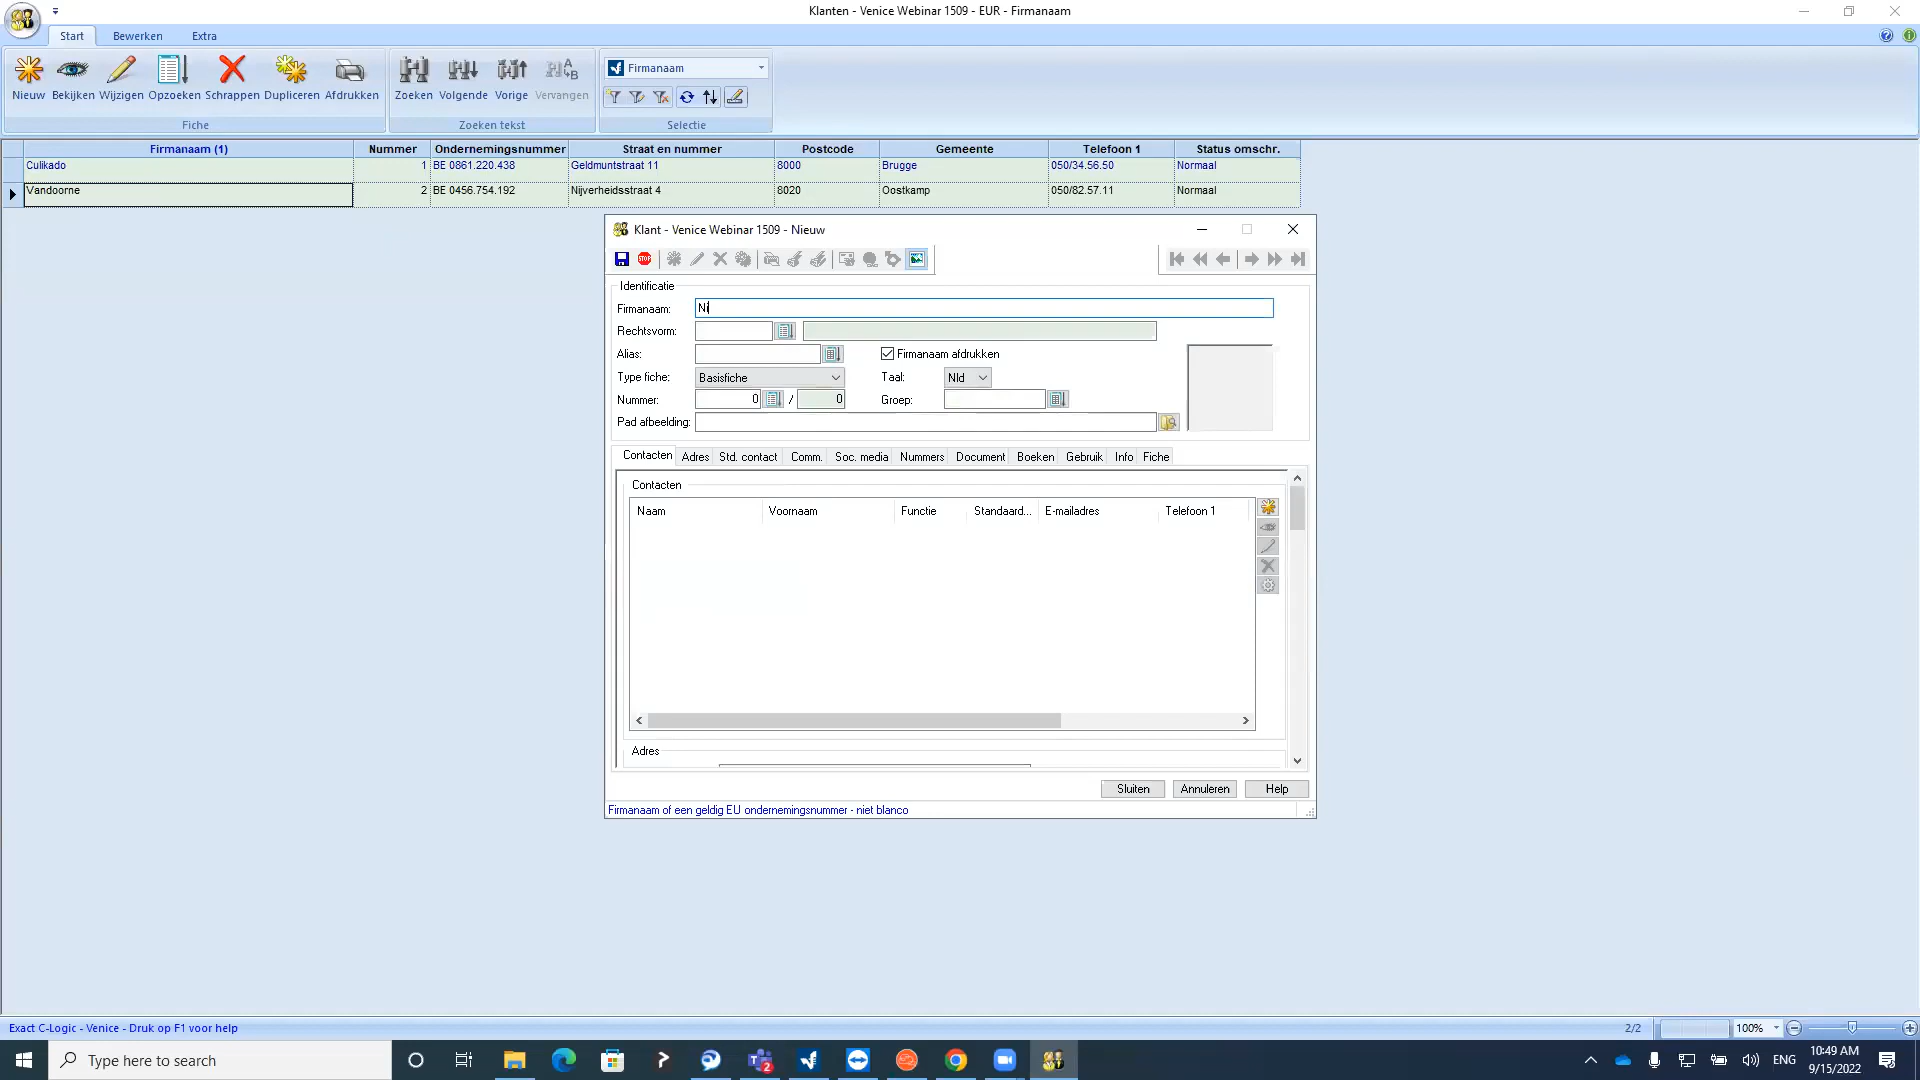 Klanten - Venice Webinar 1509 - EUR - Firmanaam
Start Bewerken Extra
Nieuw Bekijken Wijzigen Opzoeken Schrappen Dupliceren Afdrukken
Fiche
Zoeken Volgende Vorige Vervangen
Zoeken tekst
Firmanaam
Selectie
Firmanaam (1) Nummer Ondernemingsnummer Straat en nummer Postcode Gemeente Telefoon 1 Status omschr.
Culikado 1 BE 0861.220.438 Geldmuntstraat 11 8000 Brugge 050/34.56.50 Normaal
Vandoorne 2 BE 0456.754.192 Nijverheidsstraat 4 8020 Oostkamp 050/82.57.11 Normaal
Klant - Venice Webinar 1509 - Nieuw
STOP
Identificatie
Firmanaam: Ni
Rechtsvorm:
Alias: Firmanaam afdrukken
Type fiche: Basisfiche Taal: Nld
Nummer: 0 / 0 Groep:
Pad afbeelding:
Contacten Adres Std. contact Comm. Soc. media Nummers Document Boeken Gebruik Info Fiche
Contacten
Naam Voornaam Functie Standaard... E-mailadres Telefoon 1
Adres
Sluiten Annuleren Help
Firmanaam of een geldig EU ondernemingsnummer - niet blanco
Exact C-Logic - Venice - Druk op F1 voor help 2/2 100%
Type here to search 2 ENG 10:49 AM
9/15/2022